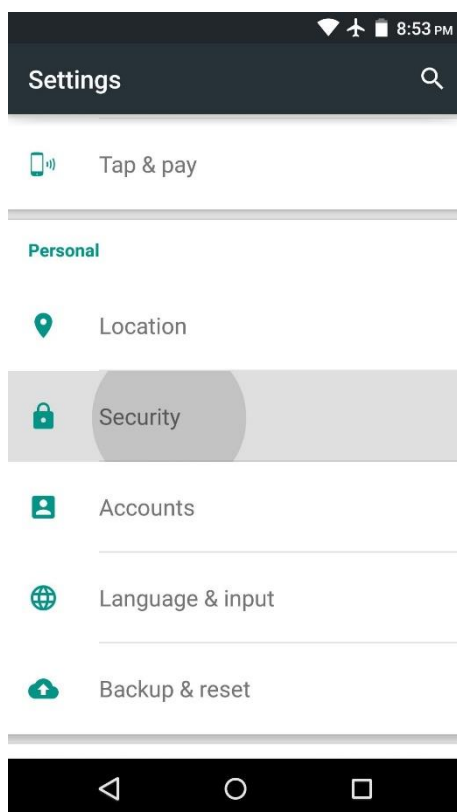 8:53 PM
Settings
Tap & pay
Personal
Location
Security
Accounts
Language & input
Backup & reset